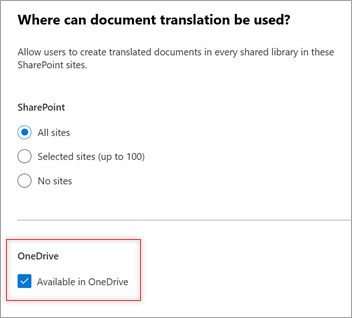 Where can document translation be used?
Allow users to create translated documents in every shared library in these
SharePoint sites.
SharePoint
All sites
Selected sites (up to 100)
No sites
OneDrive
Available in OneDrive